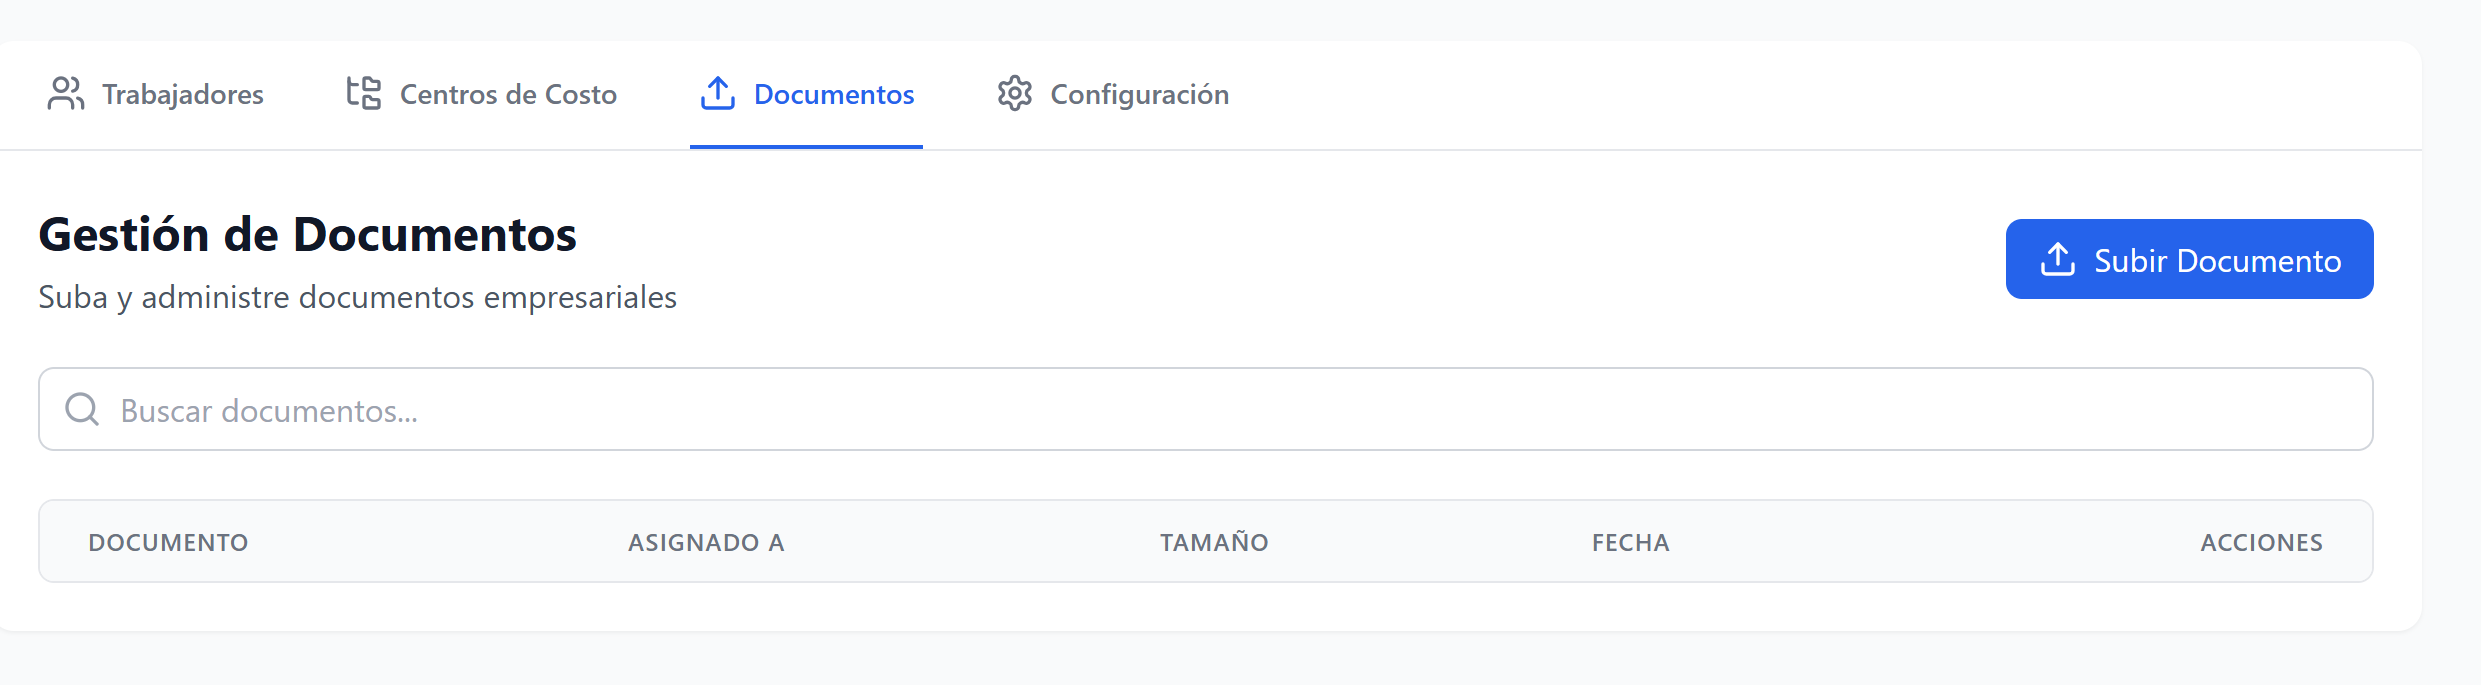 Trabajadores
Centros de Costo
Documentos
Configuración
Gestión de Documentos
Suba y administre documentos empresariales
Subir Documento
Buscar documentos...
DOCUMENTO
ASIGNADO A
TAMAÑO
FECHA
ACCIONES